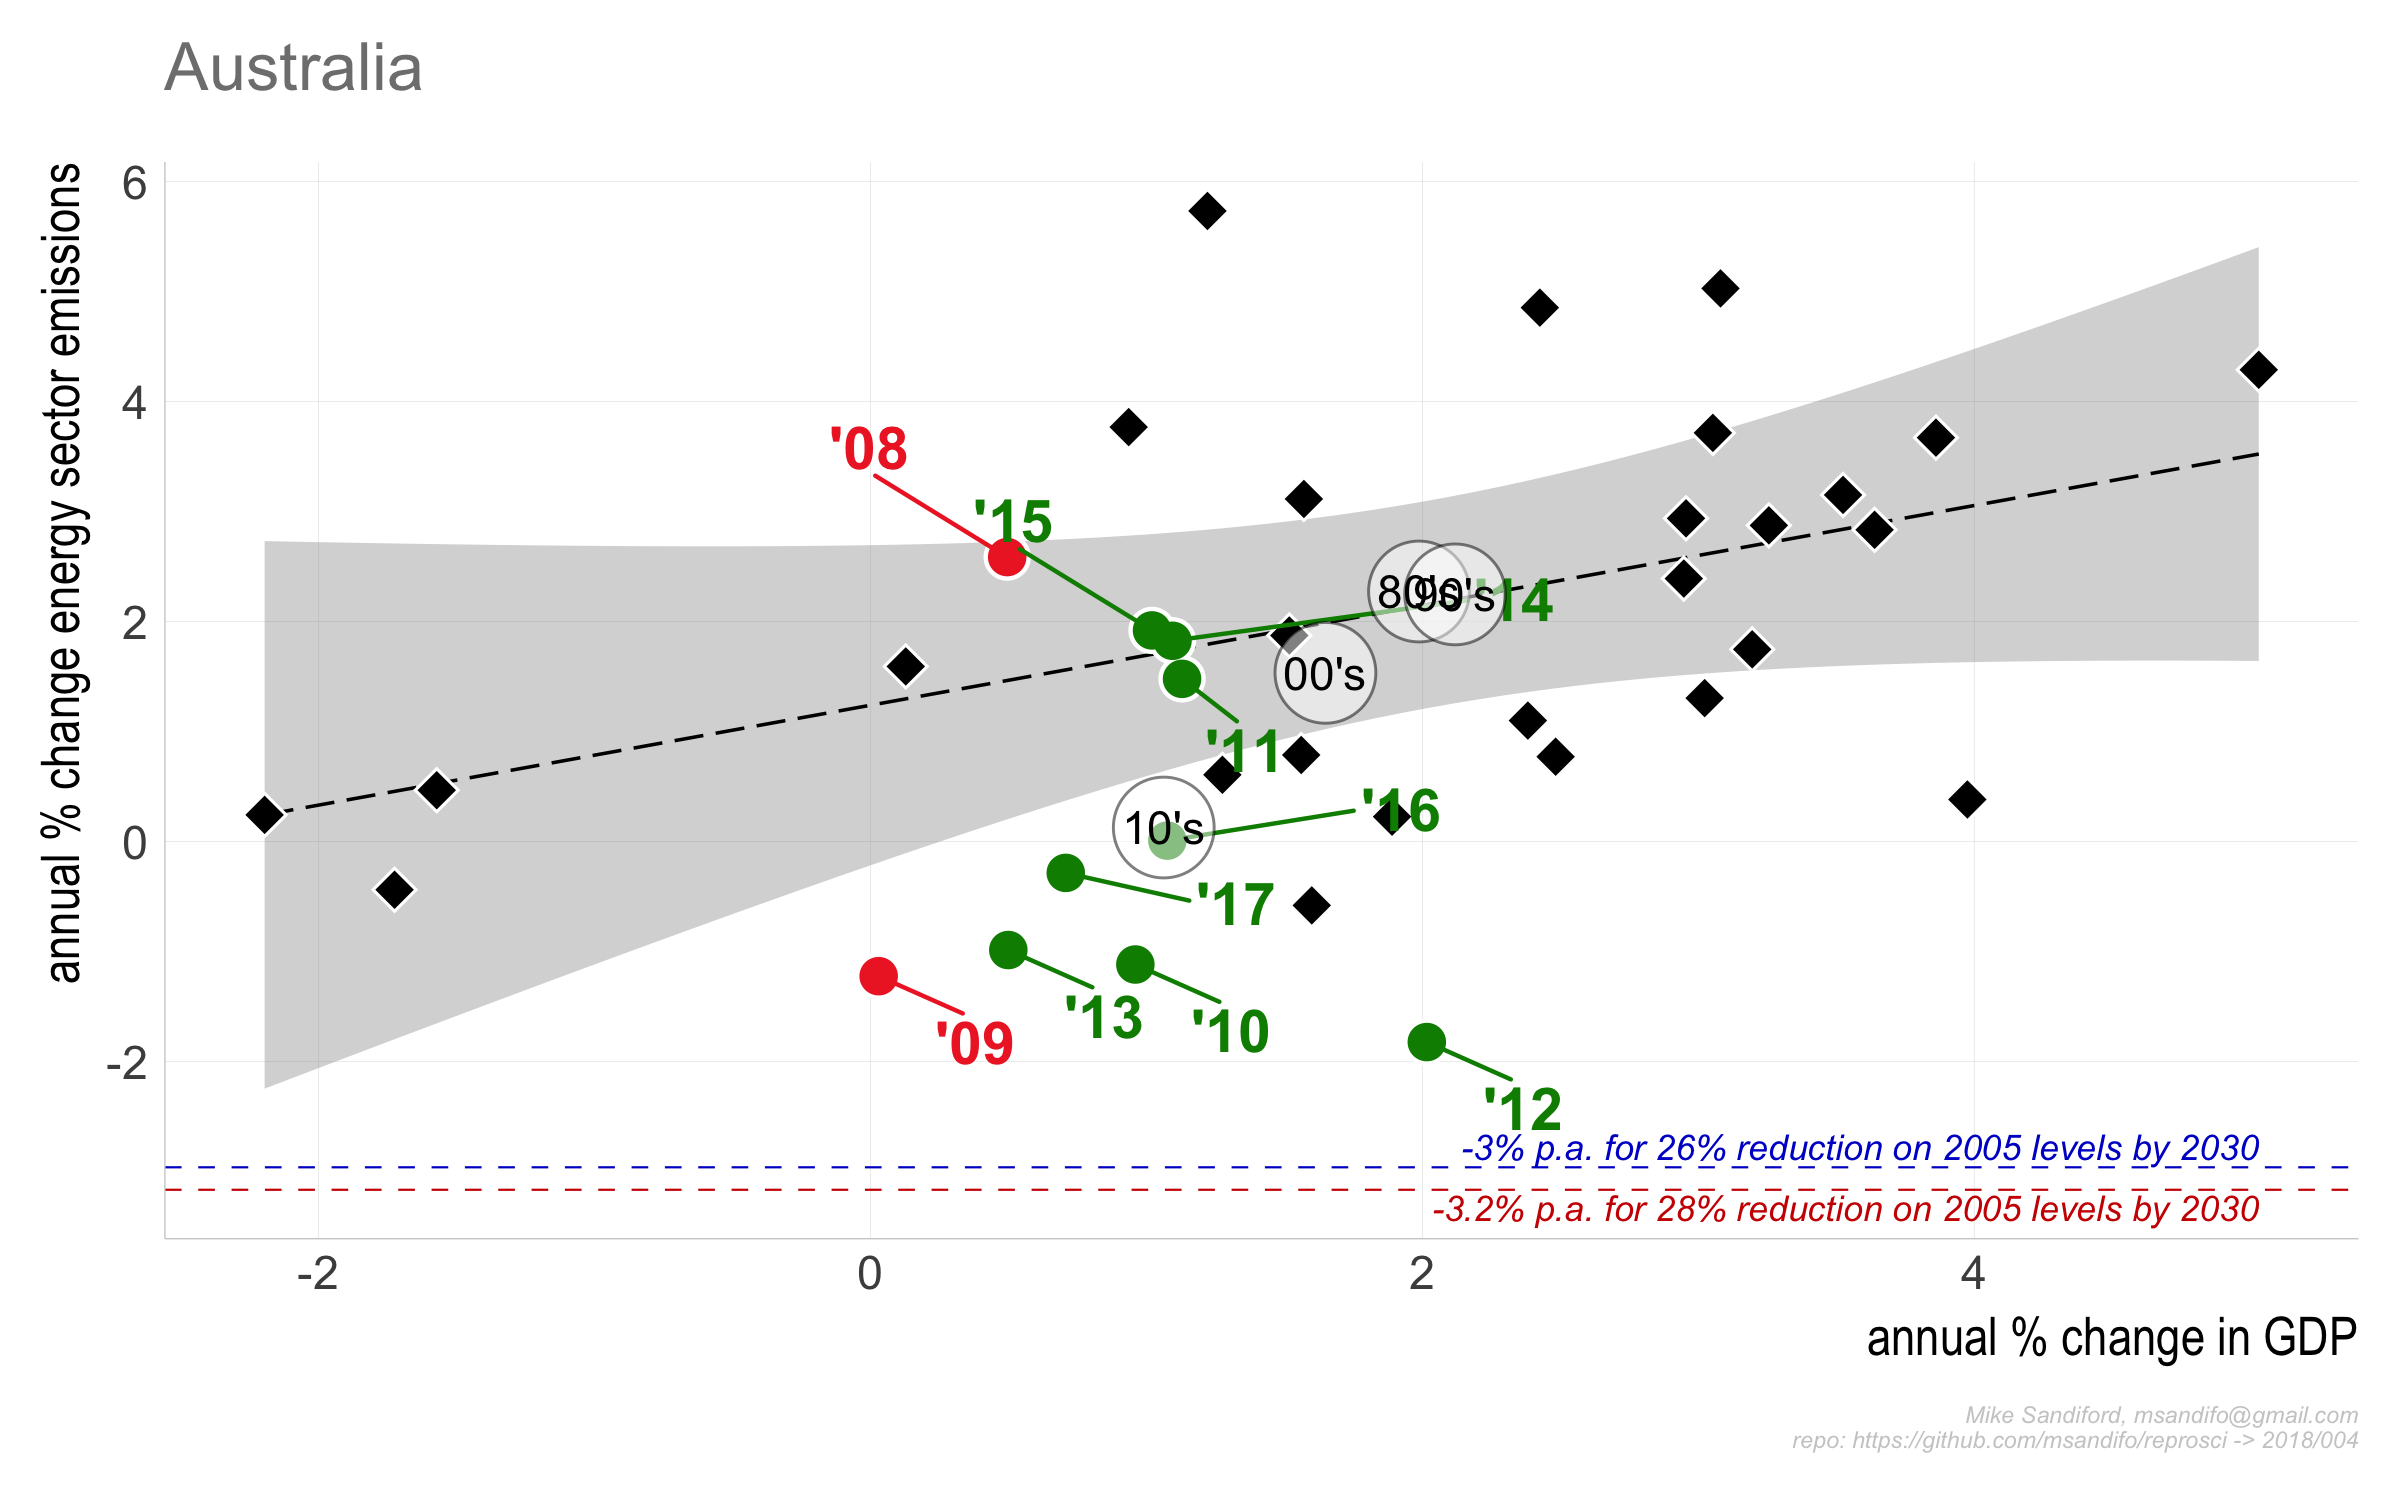 Australia
annual % change energy sector emissions
6
4
2
0
-2
'08
'15
80's
90's
'14
00's
'11
'16
10's
'17
'13
'10
'09
'12
-3% p.a. for 26% reduction on 2005 levels by 2030
-3.2% p.a. for 28% reduction on 2005 levels by 2030
-2
0
2
4
annual % change in GDP
Mike Sandiford, msandifo@gmail.com
repo: https://github.com/msandifo/reprosci -> 2018/004